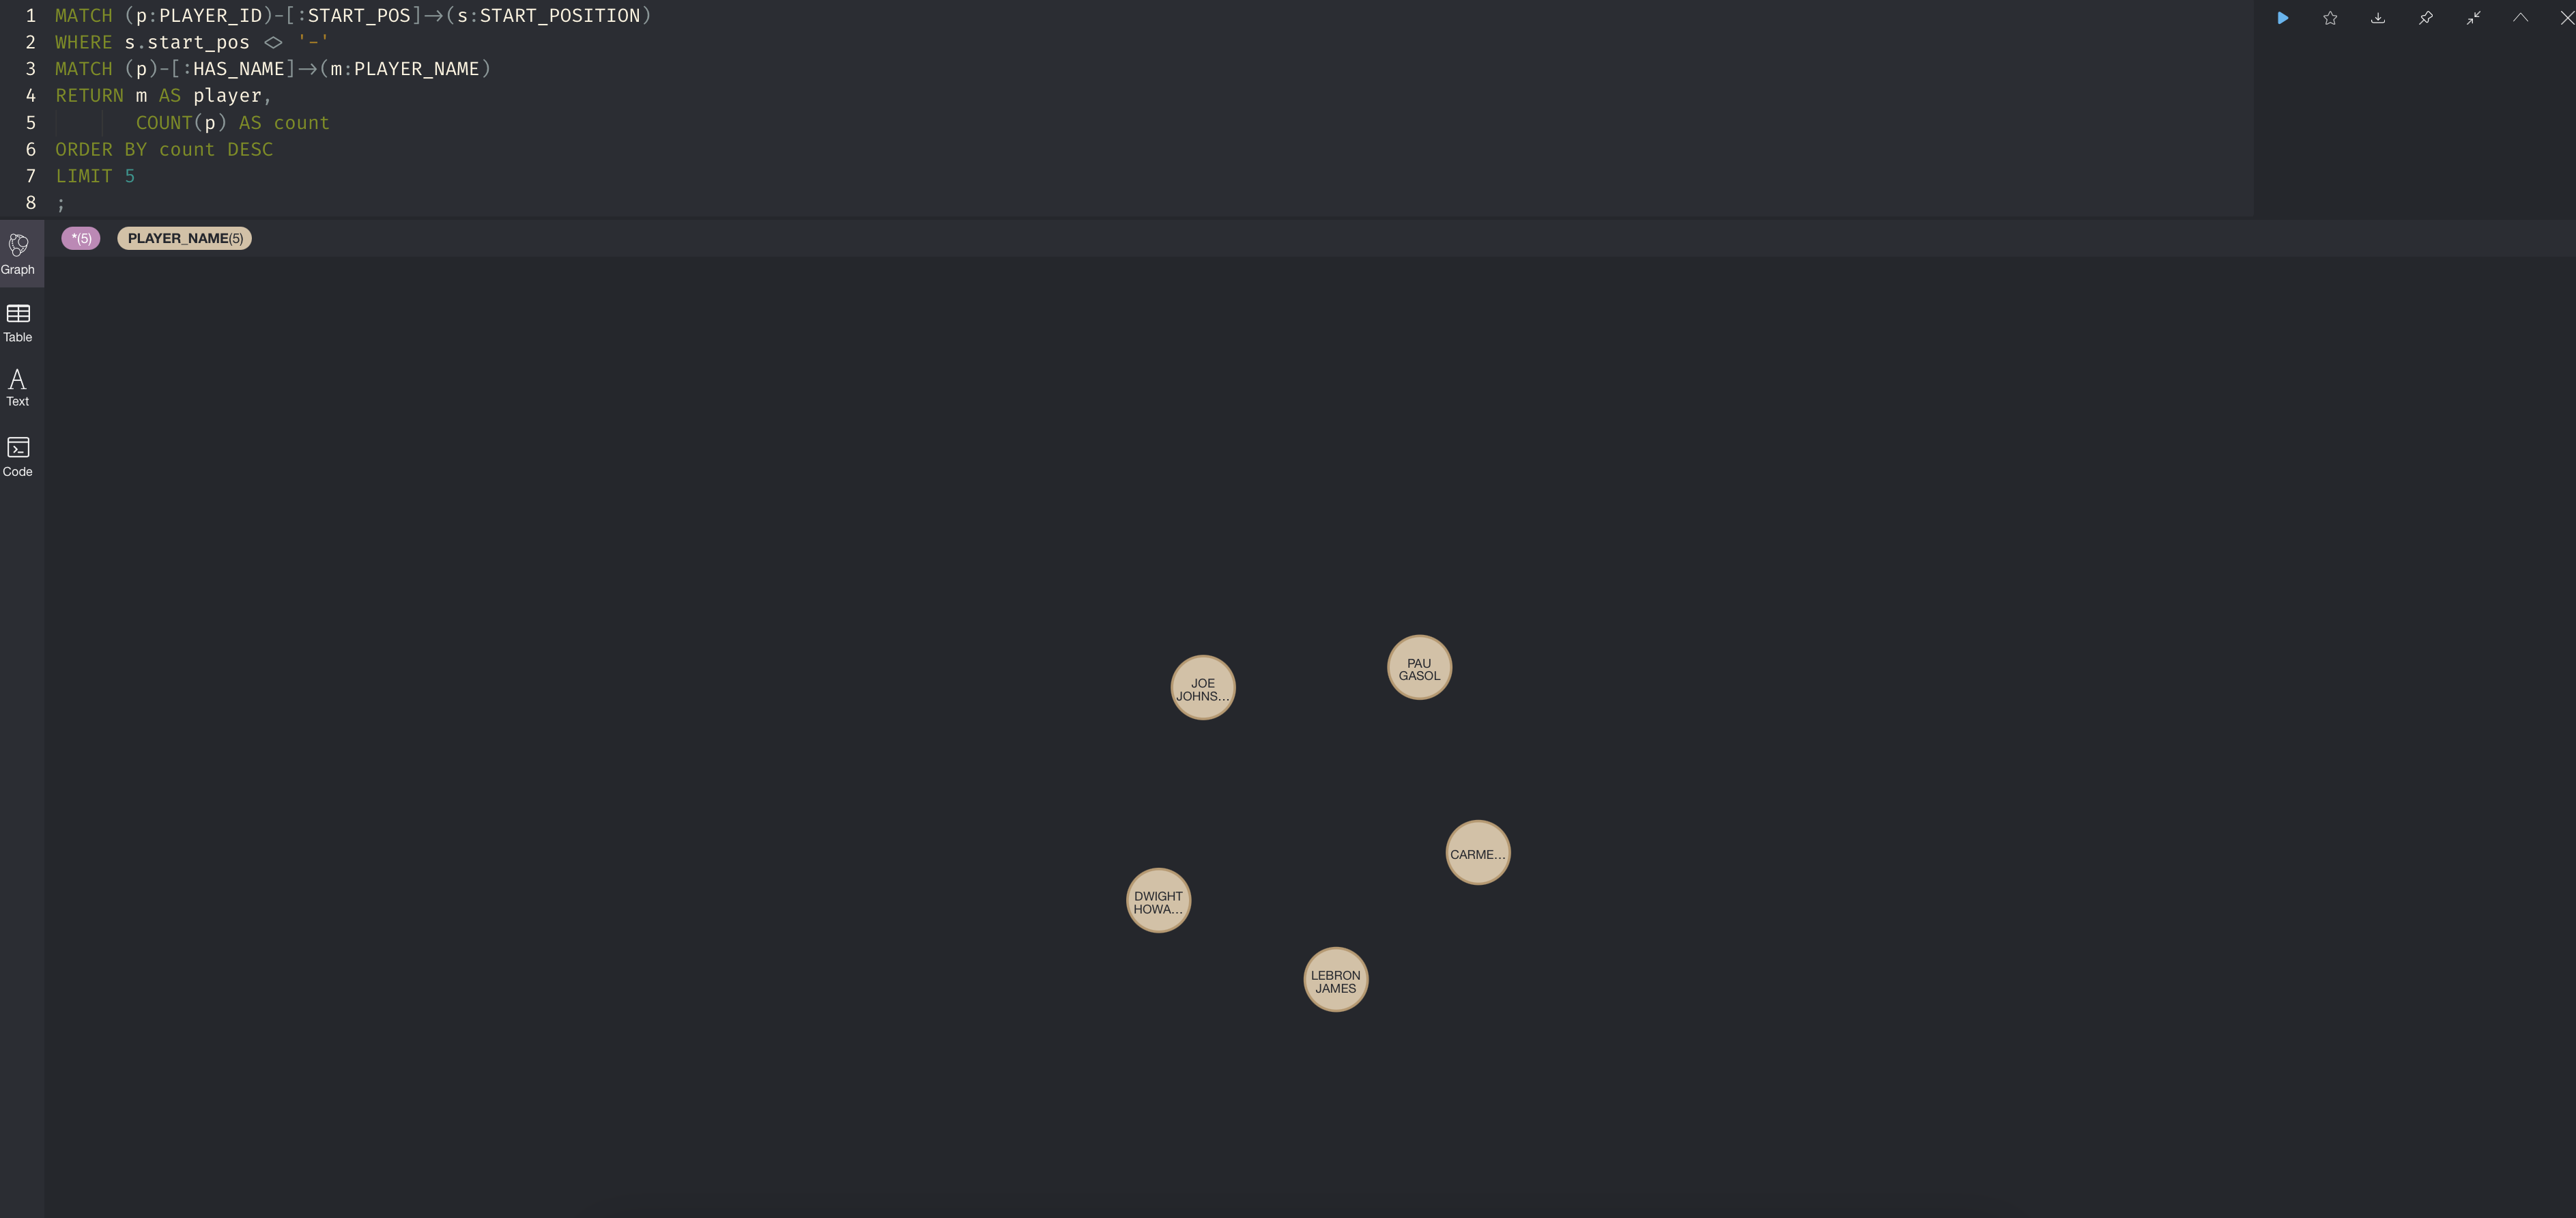 1 MATCH (p:PLAYER_ID)-[:START_POS]->(s:START_POSITION)
2 WHERE s.start_pos <> '-'
3 MATCH (p)-[:HAS_NAME]->(m:PLAYER_NAME)
4 RETURN m AS player,
5 COUNT(p) AS count
6 ORDER BY count DESC
7 LIMIT 5
8 ;
*(5) PLAYER_NAME(5)
Graph
Table
Text
Code
PAU
GASOL
JOE
JOHNS...
CARME...
DWIGHT
HOWA...
LEBRON
JAMES